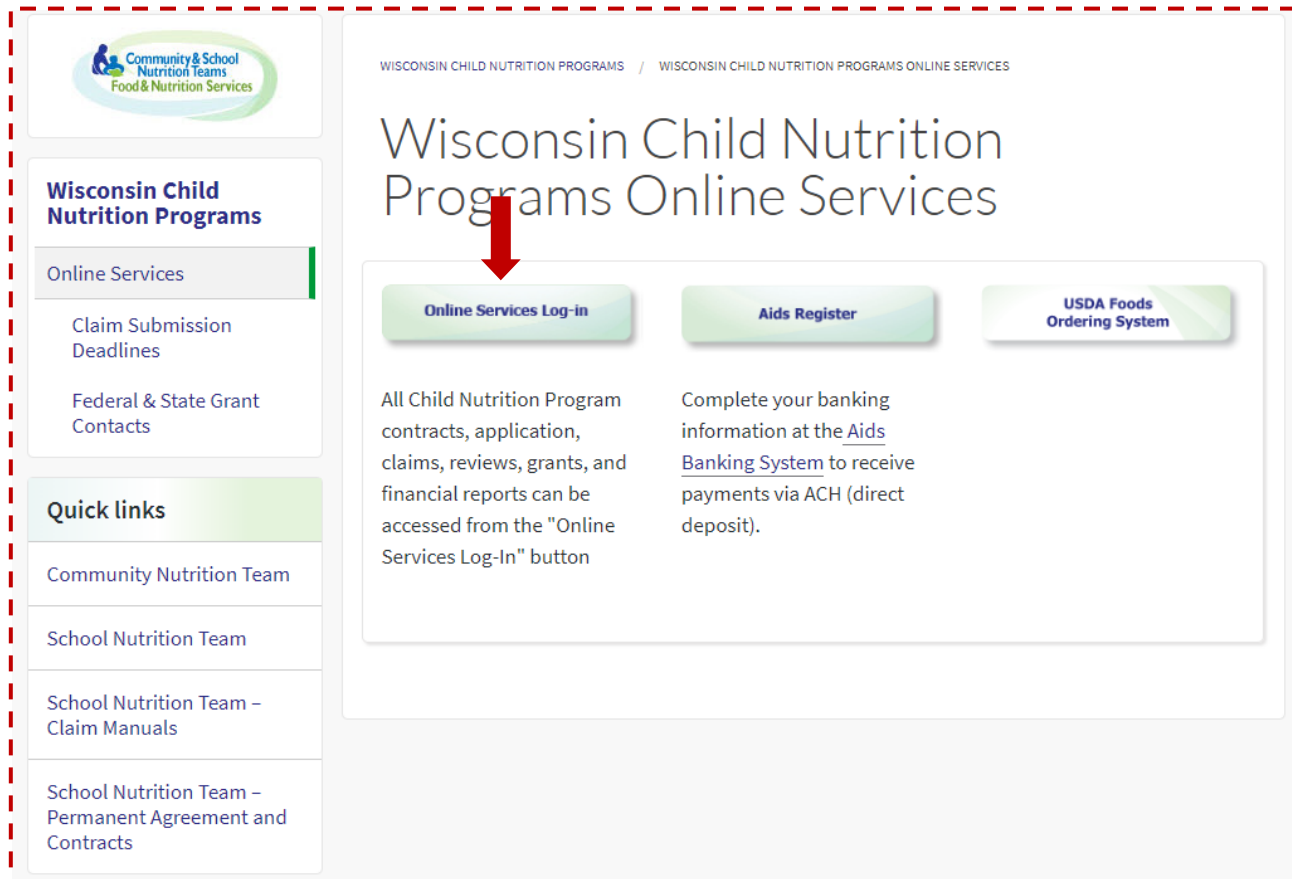 Community & School
Nutrition Teams
Food & Nutrition Services
Wisconsin Child
Nutrition Programs
Online Services
Claim Submission
Deadlines
Federal & State Grant
Contacts
Quick links
Community Nutrition Team
School Nutrition Team
School Nutrition Team –
Claim Manuals
School Nutrition Team –
Permanent Agreement and
Contracts
WISCONSIN CHILD NUTRITION PROGRAMS / WISCONSIN CHILD NUTRITION PROGRAMS ONLINE SERVICES
Wisconsin Child Nutrition
Programs Online Services
Online Services Log-in
All Child Nutrition Program
contracts, application,
claims, reviews, grants, and
financial reports can be
accessed from the "Online
Services Log-In" button
Aids Register
Complete your banking
information at the Aids
Banking System to receive
payments via ACH (direct
deposit).
USDA Foods
Ordering System